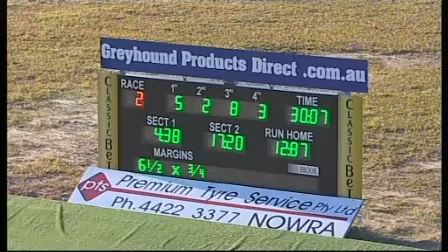 Greyhound Products Direct .com.au
RACE 1ST 2ND 3RD 4TH TIME
2 5 2 8 3 30:07
SECT 1 SECT 2 RUN HOME
4.38 17.20 12.87
MARGINS
6 1/2 x 3/4
CLASSIC BET
CLASSIC BET
pts Premium Tyre Service Pty Ltd
Ph. 4422 3377 NOWRA